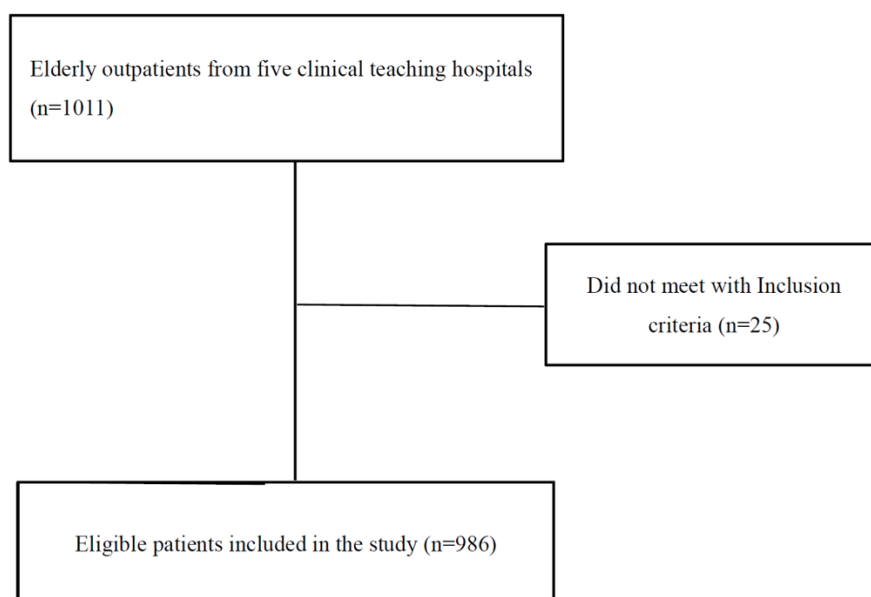 Elderly outpatients from five clinical teaching hospitals
(n=1011)
Did not meet with Inclusion
criteria (n=25)
Eligible patients included in the study (n=986)